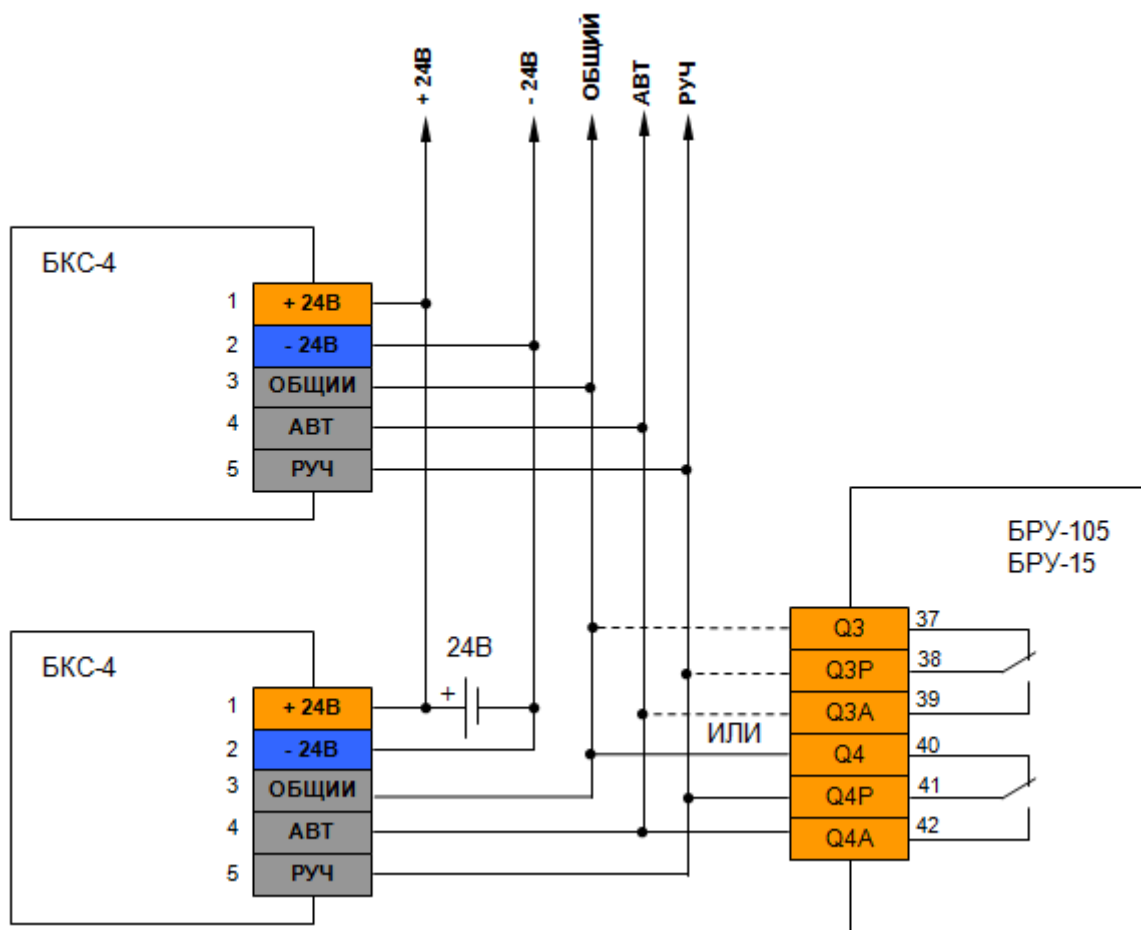 + 24В
- 24В
ОБЩИЙ
АВТ
РУЧ
БКС-4
1
+ 24В
2
- 24В
3
ОБЩИИ
4
АВТ
5
РУЧ
БРУ-105
БРУ-15
БКС-4
1
+ 24В
2
- 24В
3
ОБЩИИ
4
АВТ
5
РУЧ
24В
+
ИЛИ
Q3
37
Q3Р
38
Q3А
39
Q4
40
Q4Р
41
Q4А
42